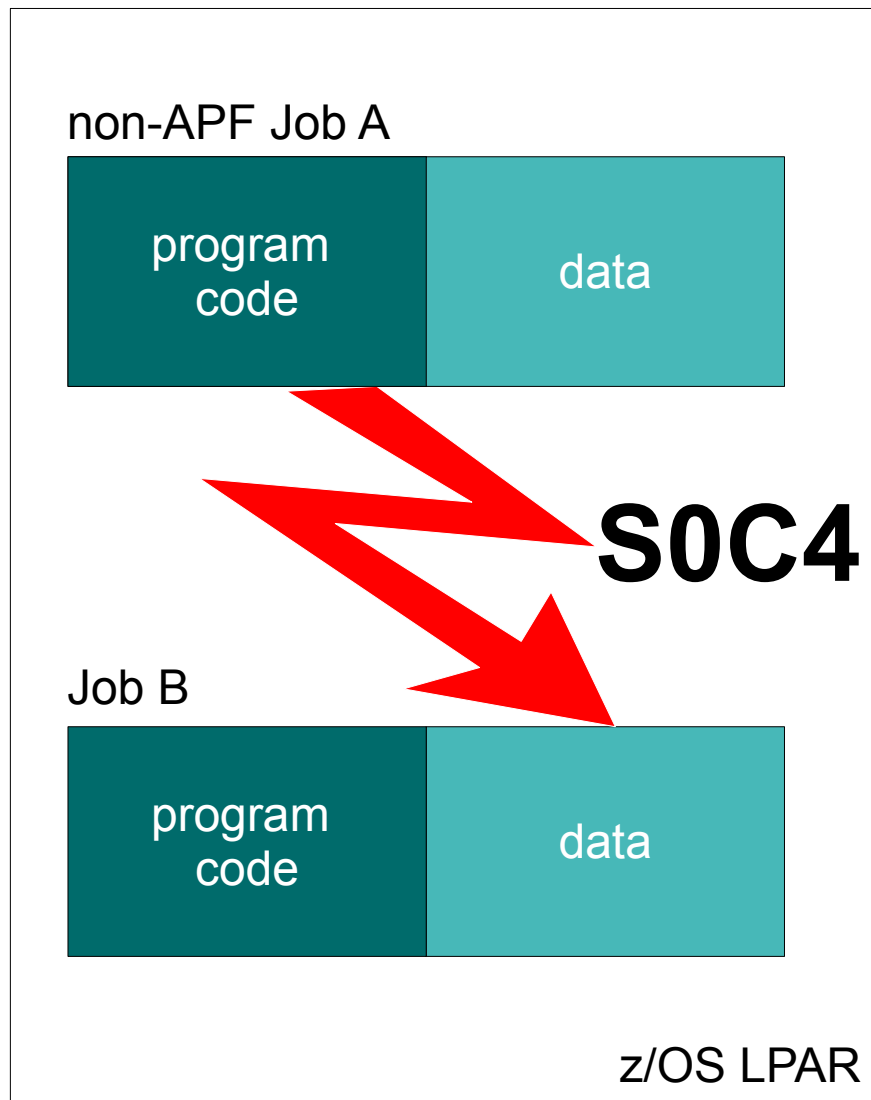 non-APF Job A
program
code
data
S0C4
Job B
program
code
data
z/OS LPAR